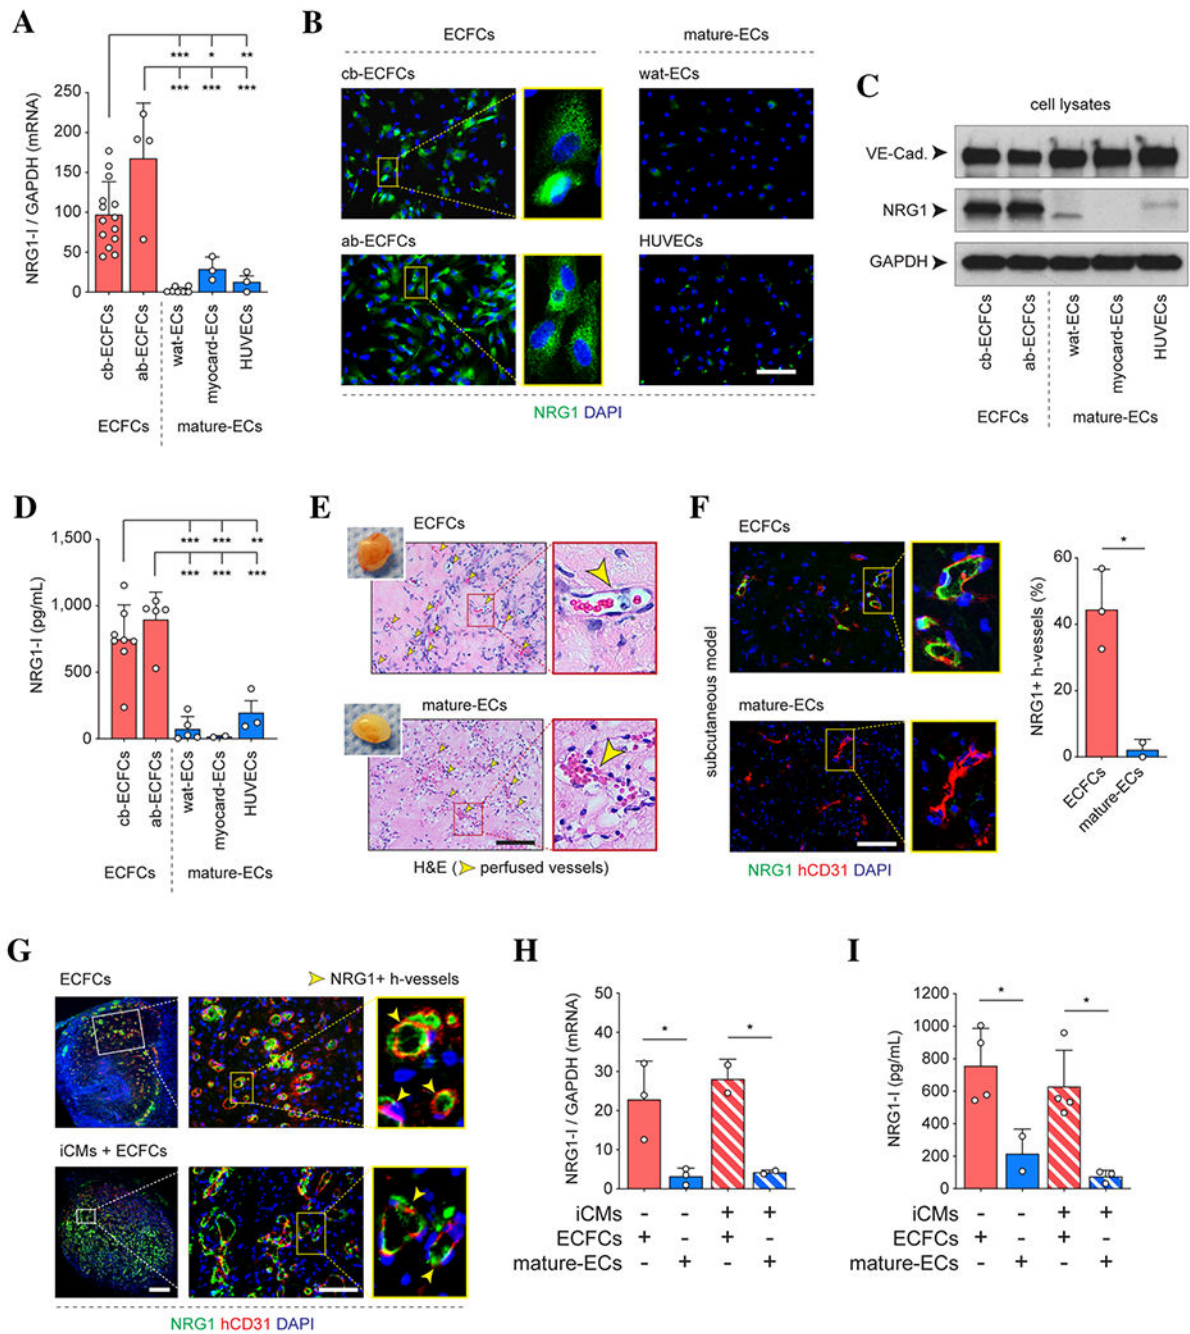 A
***
*
**
***
***
***
NRG1-I / GAPDH (mRNA)
250
200
150
100
50
0
cb-ECFCs
ab-ECFCs
wat-ECs
myocard-ECs
HUVECs
ECFCs
mature-ECs
B
ECFCs
mature-ECs
cb-ECFCs
wat-ECs
ab-ECFCs
HUVECs
NRG1 DAPI
C
cell lysates
VE-Cad.
NRG1
GAPDH
cb-ECFCs
ab-ECFCs
wat-ECs
myocard-ECs
HUVECs
ECFCs
mature-ECs
D
***
***
**
***
***
***
NRG1-I (pg/mL)
1,500
1,000
500
0
cb-ECFCs
ab-ECFCs
wat-ECs
myocard-ECs
HUVECs
ECFCs
mature-ECs
E
ECFCs
mature-ECs
H&E ( perfused vessels)
F
ECFCs
mature-ECs
subcutaneous model
NRG1 hCD31 DAPI
*
NRG1+ h-vessels (%)
60
40
20
0
ECFCs
mature-ECs
G
ECFCs
NRG1+ h-vessels
iCMs + ECFCs
NRG1 hCD31 DAPI
H
*
*
NRG1-I / GAPDH (mRNA)
50
40
30
20
10
0
iCMs - - + +
ECFCs + - + -
mature-ECs - + - +
I
*
*
NRG1-I (pg/mL)
1200
1000
800
600
400
200
0
iCMs - - + +
ECFCs + - + -
mature-ECs - + - +